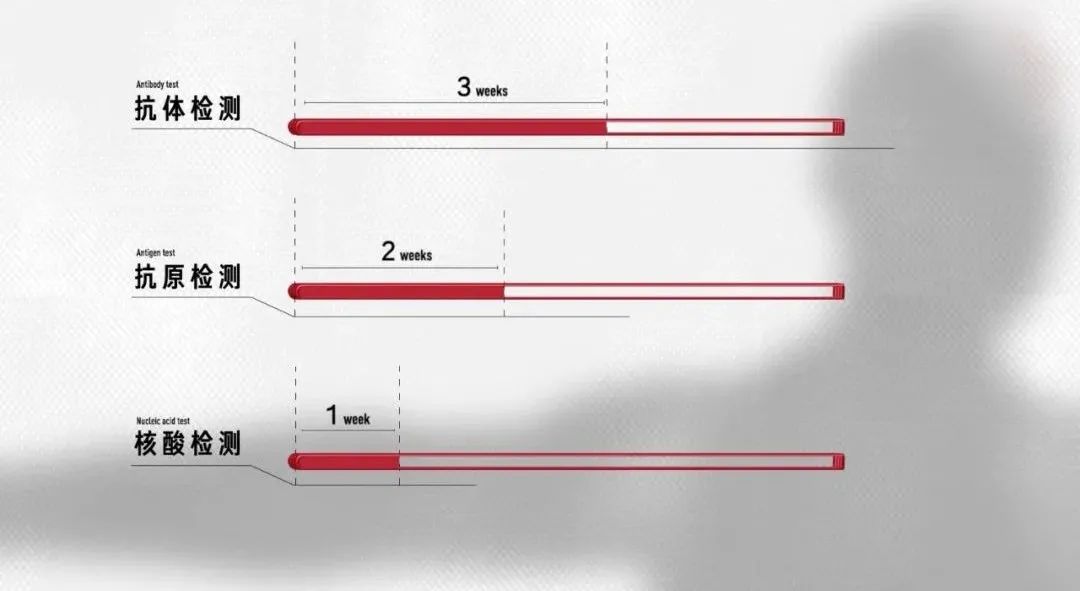 Antibody test
抗体检测
3 weeks
Antigen test
抗原检测
2 weeks
Nucleic acid test
核酸检测
1 week